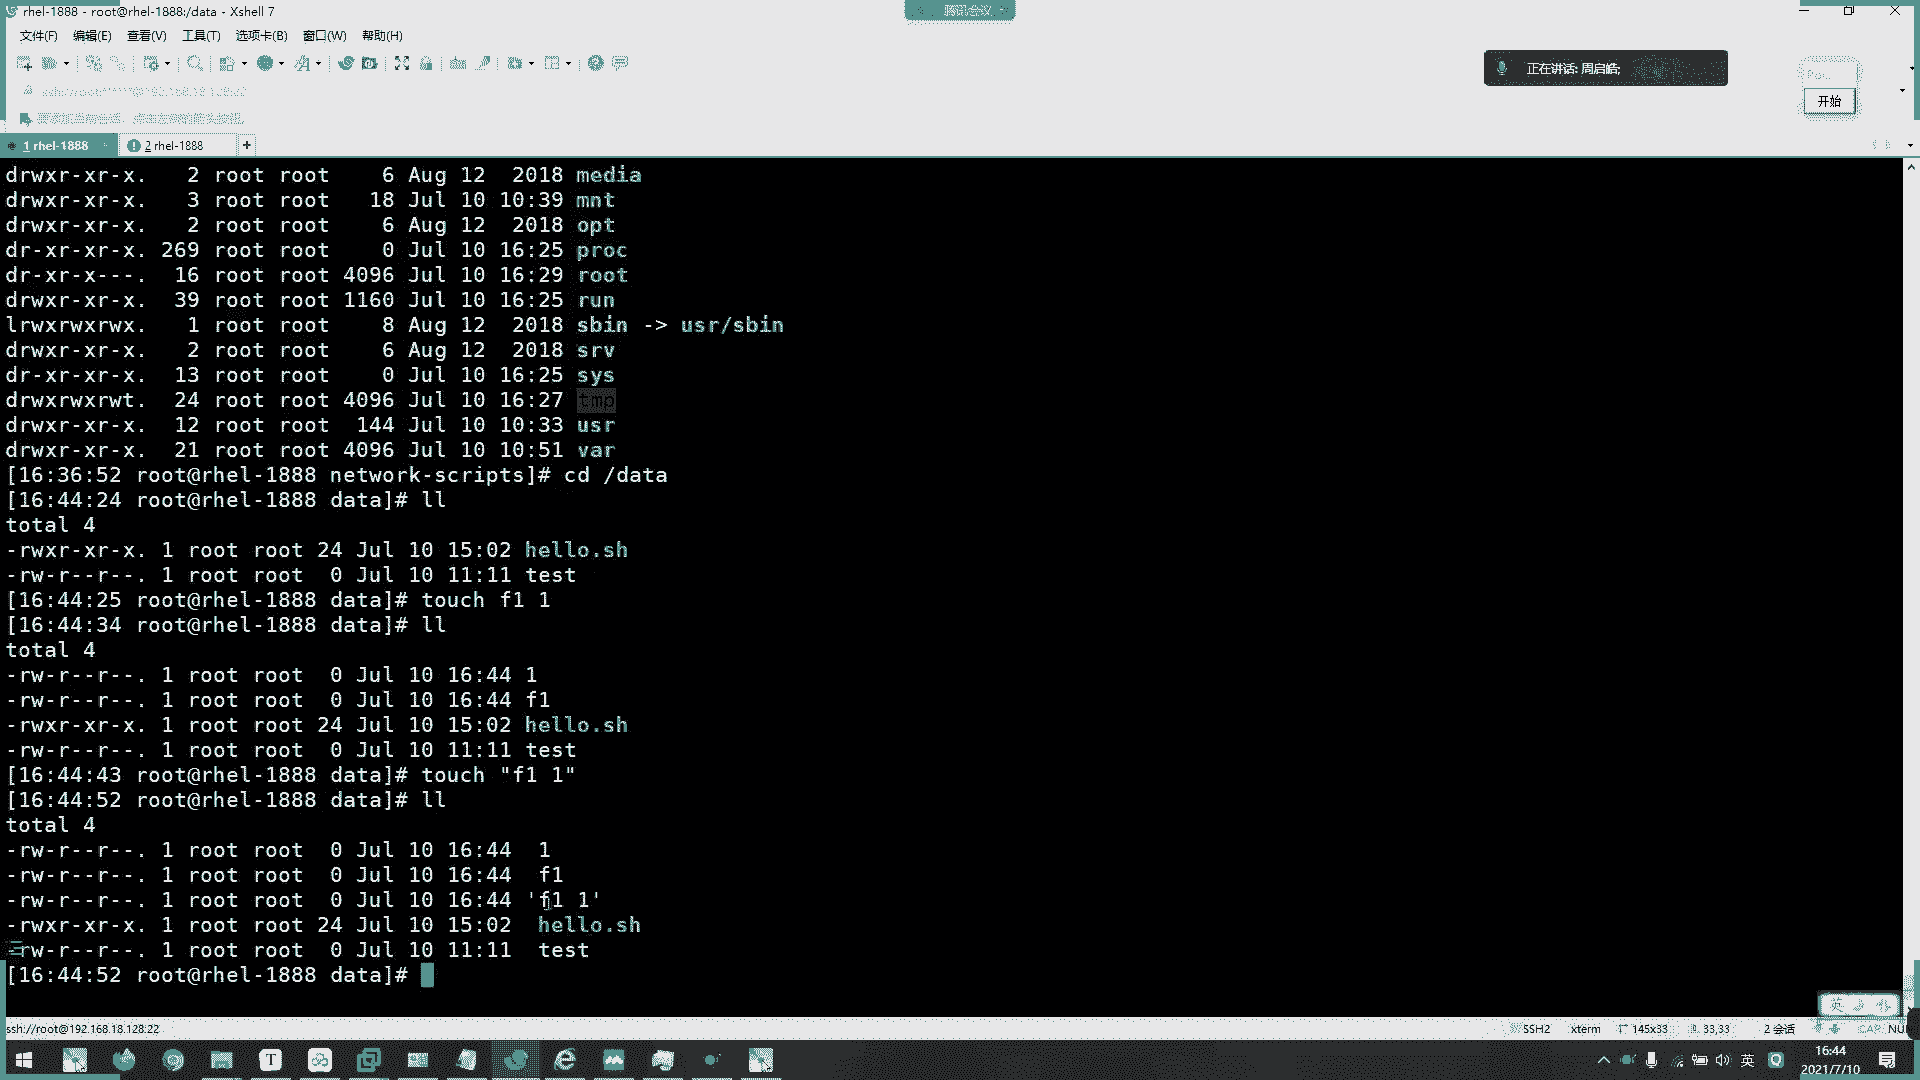 rhel-1888 - root@rhel-1888:/data - Xshell 7
腾讯会议
文件(F) 编辑(E) 查看(V) 工具(T) 选项卡(B) 窗口(W) 帮助(H)
正在讲话: 周启皓;
开始
1 rhel-1888
2 rhel-1888
+
drwxr-xr-x.   2 root root    6 Aug 12  2018 media
drwxr-xr-x.   3 root root   18 Jul 10 10:39 mnt
drwxr-xr-x.   2 root root    6 Aug 12  2018 opt
dr-xr-xr-x. 269 root root    0 Jul 10 16:25 proc
dr-xr-x---.  16 root root 4096 Jul 10 16:29 root
drwxr-xr-x.  39 root root 1160 Jul 10 16:25 run
lrwxrwxrwx.   1 root root    8 Aug 12  2018 sbin -> usr/sbin
drwxr-xr-x.   2 root root    6 Aug 12  2018 srv
dr-xr-xr-x.  13 root root    0 Jul 10 16:25 sys
drwxrwxrwt.  24 root root 4096 Jul 10 16:27 tmp
drwxr-xr-x.  12 root root  144 Jul 10 10:33 usr
drwxr-xr-x.  21 root root 4096 Jul 10 10:51 var
[16:36:52 root@rhel-1888 network-scripts]# cd /data
[16:44:24 root@rhel-1888 data]# ll
total 4
-rwxr-xr-x. 1 root root 24 Jul 10 15:02 hello.sh
-rw-r--r--. 1 root root  0 Jul 10 11:11 test
[16:44:25 root@rhel-1888 data]# touch f1 1
[16:44:34 root@rhel-1888 data]# ll
total 4
-rw-r--r--. 1 root root  0 Jul 10 16:44 1
-rw-r--r--. 1 root root  0 Jul 10 16:44 f1
-rwxr-xr-x. 1 root root 24 Jul 10 15:02 hello.sh
-rw-r--r--. 1 root root  0 Jul 10 11:11 test
[16:44:43 root@rhel-1888 data]# touch "f1 1"
[16:44:52 root@rhel-1888 data]# ll
total 4
-rw-r--r--. 1 root root  0 Jul 10 16:44  1
-rw-r--r--. 1 root root  0 Jul 10 16:44  f1
-rw-r--r--. 1 root root  0 Jul 10 16:44 'f1 1'
-rwxr-xr-x. 1 root root 24 Jul 10 15:02  hello.sh
-rw-r--r--. 1 root root  0 Jul 10 11:11  test
[16:44:52 root@rhel-1888 data]#
英
ssh://root@192.168.18.128:22 SSH2 xterm 145x33 33,33 2 会话 CAP NUM
英
16:44
2021/7/10